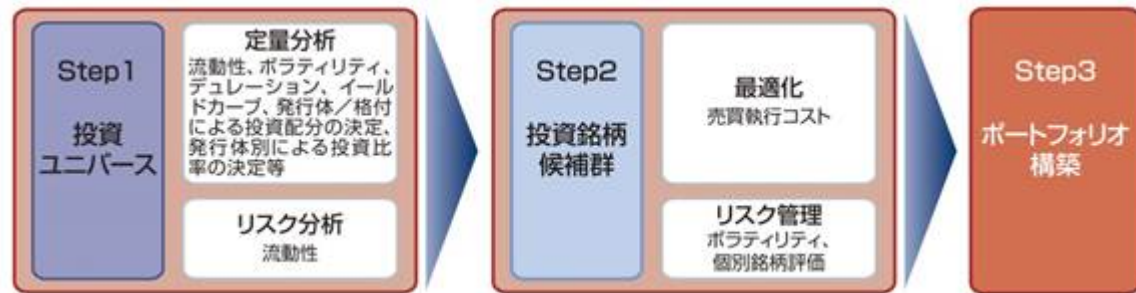 Step1
投資
ユニバース
定量分析
流動性、ボラティリティ、
デュレーション、イール
ドカーブ、発行体／格付
による投資配分の決定、
発行体別による投資比
率の決定等
リスク分析
流動性
Step2
投資銘柄
候補群
最適化
売買執行コスト
リスク管理
ボラティリティ、
個別銘柄評価
Step3
ポートフォリオ
構築